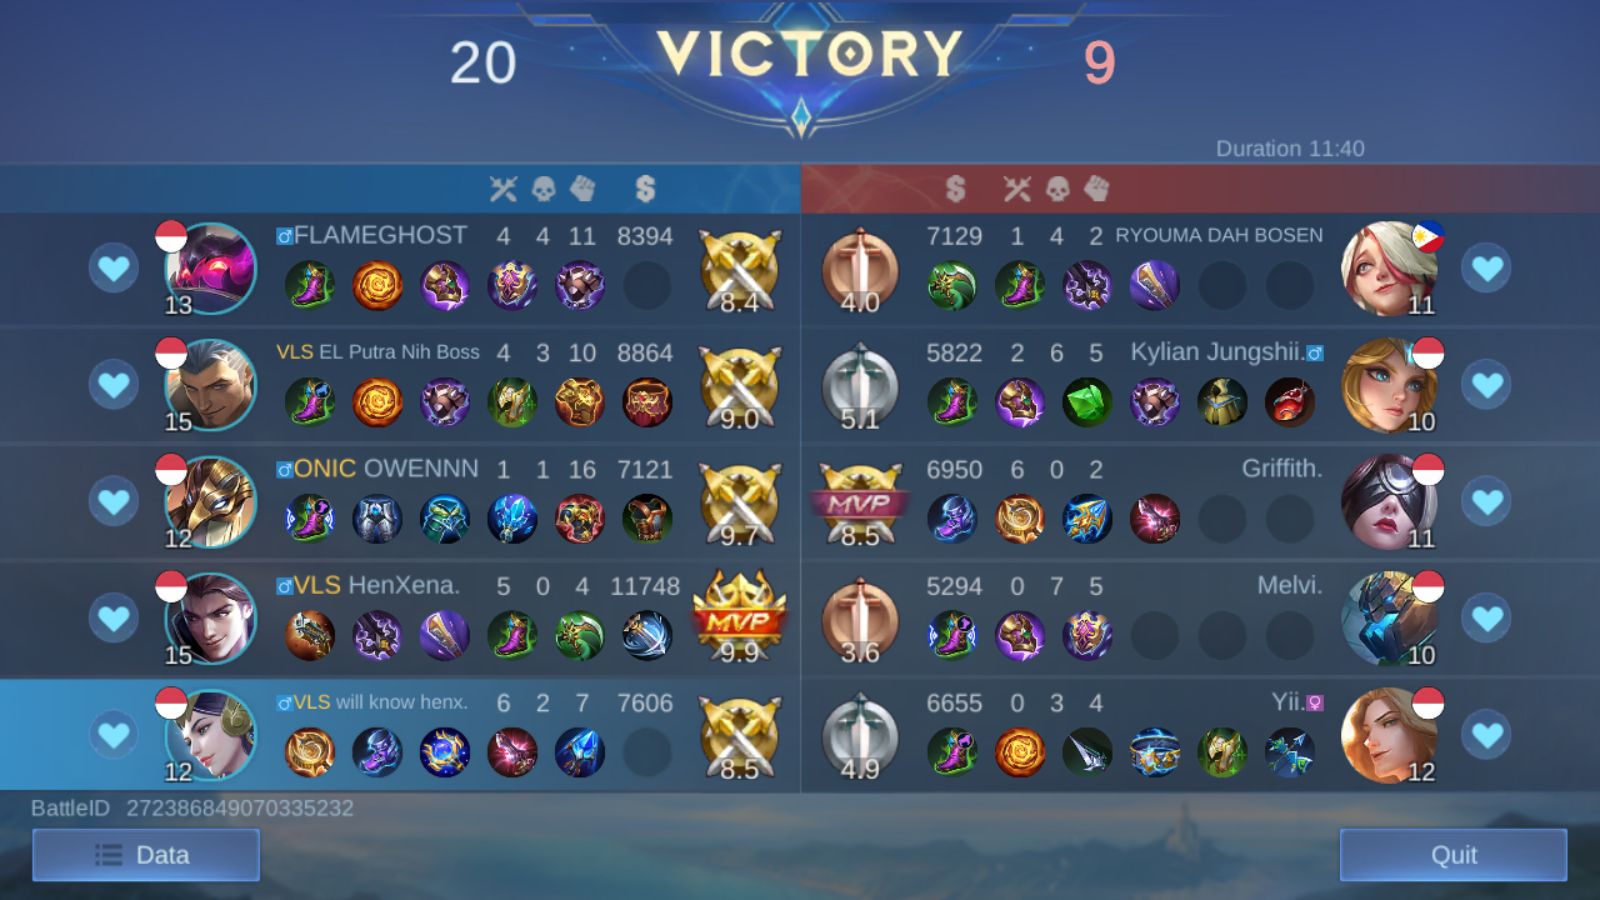 20 VICTORY 9
Duration 11:40
FLAMEGHOST 4 4 11 8394
13 8.4
7129 1 4 2 RYOUMA DAH BOSEN
4.0 11
VLS EL Putra Nih Boss 4 3 10 8864
15 9.0
5822 2 6 5 Kylian Jungshii.
5.1 10
ONIC OWENNN 1 1 16 7121
12 9.7
6950 6 0 2 Griffith.
MVP
8.5 11
VLS HenXena. 5 0 4 11748
MVP
15 9.9
5294 0 7 5 Melvi.
3.6 10
VLS will know henx. 6 2 7 7606
12 8.5
6655 0 3 4 Yii.
4.9 12
BattleID 272386849070335232
Data
Quit